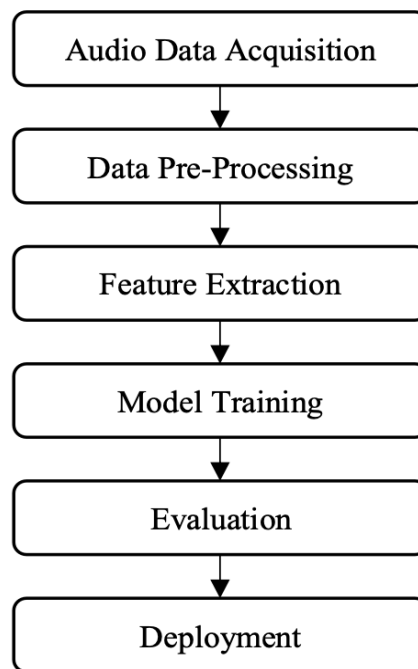 Audio Data Acquisition
Data Pre-Processing
Feature Extraction
Model Training
Evaluation
Deployment